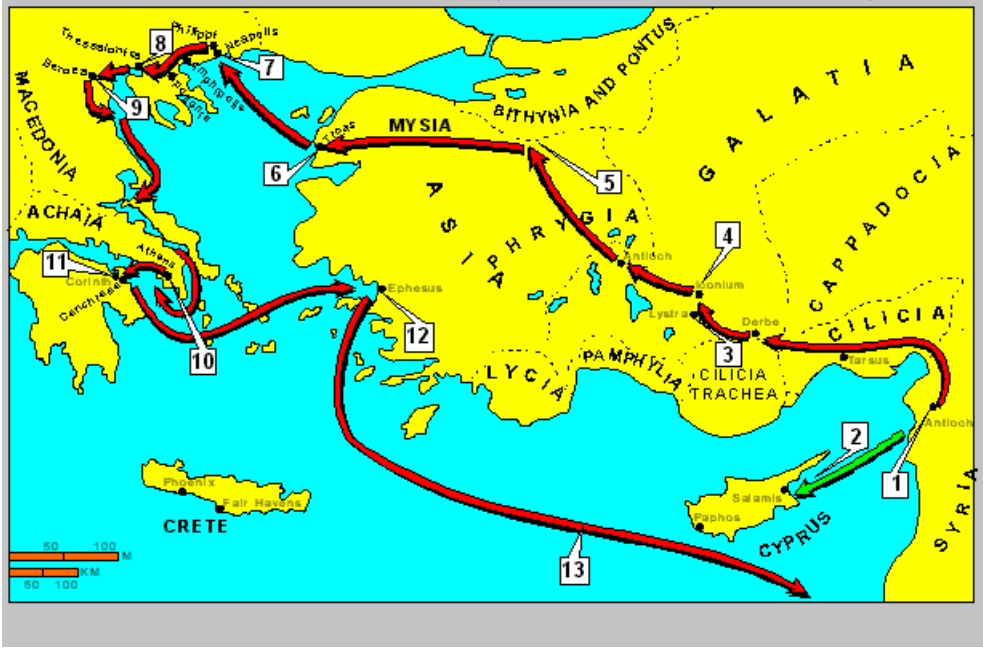 Philippi
Neapolis
Thessalonica
8
7
Beroea
Amphipolis
Apollonia
9
MACEDONIA
BITHYNIA AND PONTUS
GALATIA
MYSIA
Troas
6
5
CAPPADOCIA
ASIA
PHRYGIA
ACHAIA
4
Athens
11
Corinth
Cenchreae
Antioch
Iconium
Ephesus
Lystra
Derbe
CILICIA
12
10
3
Tarsus
LYCIA
PAMPHYLIA
CILICIA
TRACHEA
Antioch
2
1
Phoenix
Salamis
Fair Havens
Paphos
CRETE
CYPRUS
SYRIA
50 100
M
KM
50 100
13